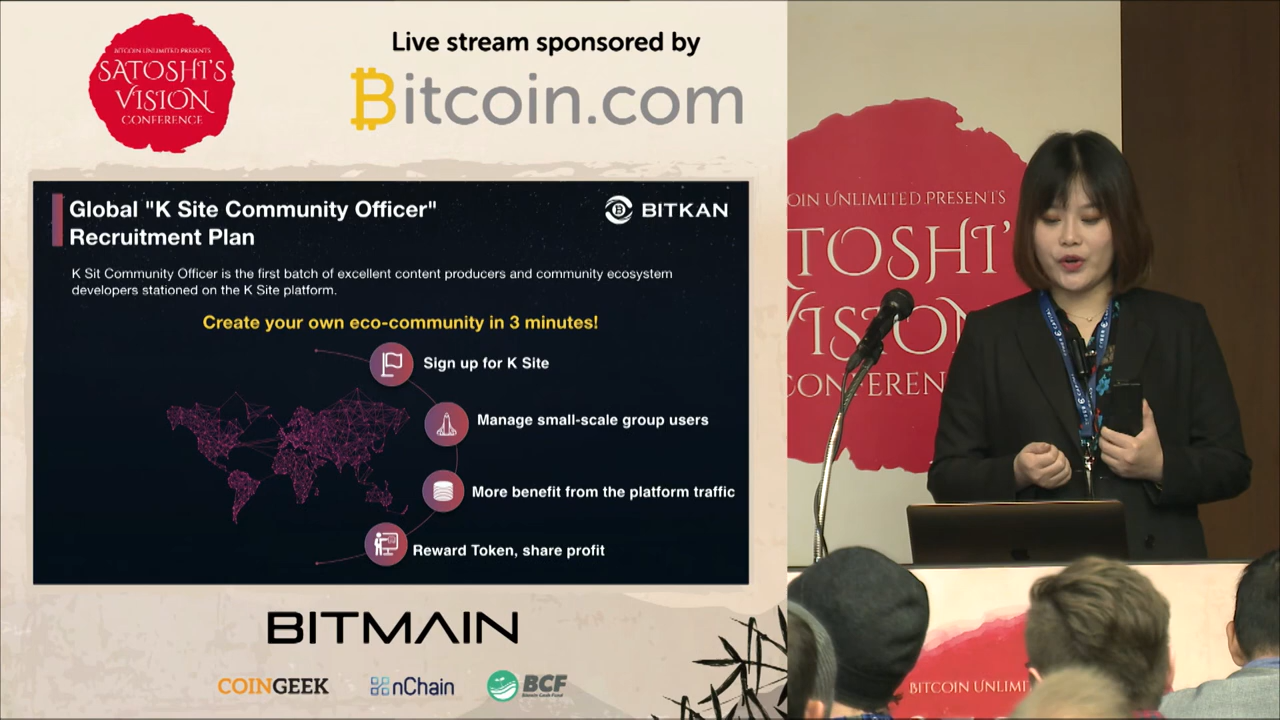 BITCOIN UNLIMITED PRESENTS
SATOSHI'S
VISION
CONFERENCE
Live stream sponsored by
Bitcoin.com
Global "K Site Community Officer"
Recruitment Plan
BITKAN
K Sit Community Officer is the first batch of excellent content producers and community ecosystem
developers stationed on the K Site platform.
Create your own eco-community in 3 minutes!
Sign up for K Site
Manage small-scale group users
More benefit from the platform traffic
Reward Token, share profit
BITMAIN
COINGEEK
nChain
BCF
OIN UNLIMITED PRESENTS
TOSHI'
VISION
CONFEREN
BITCOIN UNLIMI